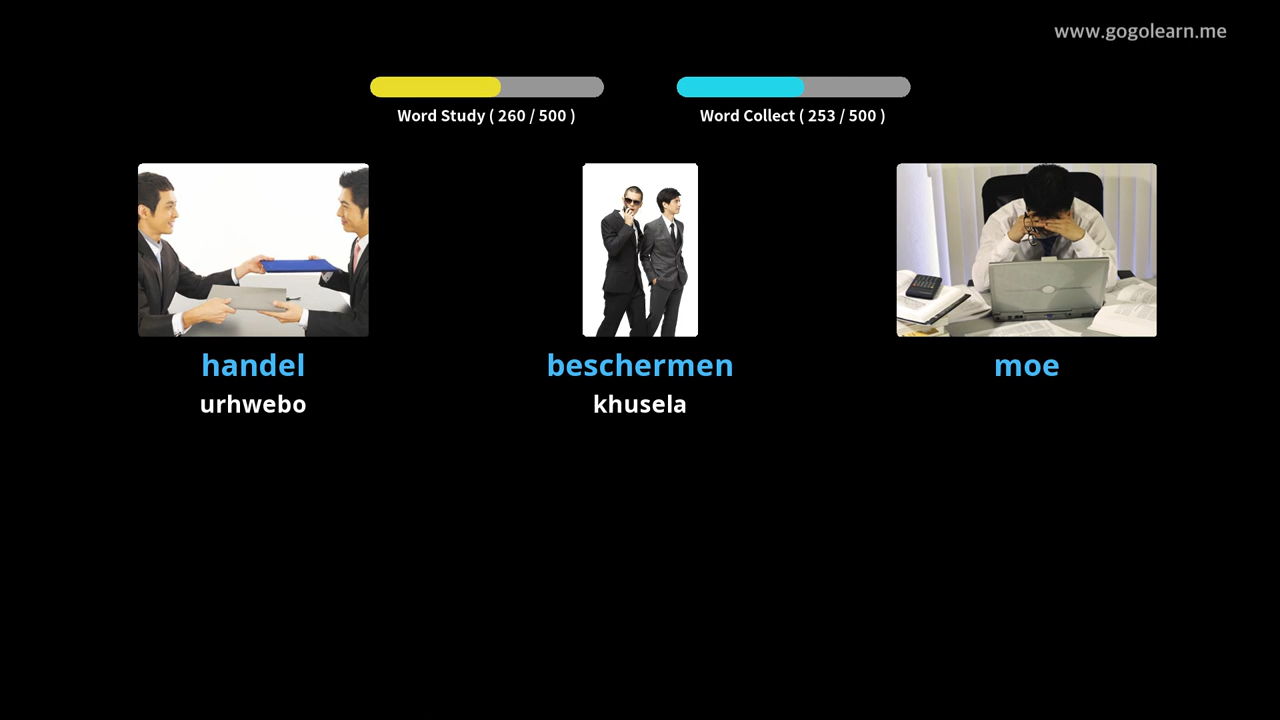 www.gogolearn.me
Word Study ( 260 / 500 )
Word Collect ( 253 / 500 )
handel
beschermen
moe
urhwebo
khusela